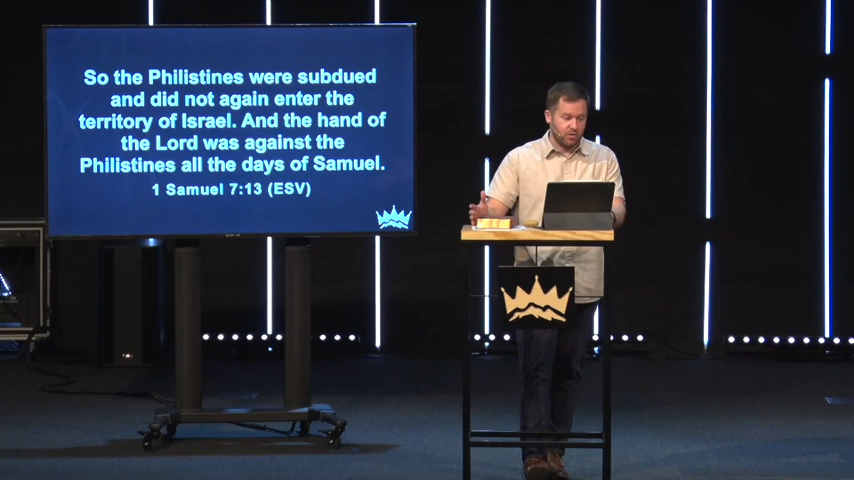 So the Philistines were subdued
and did not again enter the
territory of Israel. And the hand of
the Lord was against the
Philistines all the days of Samuel.
1 Samuel 7:13 (ESV)